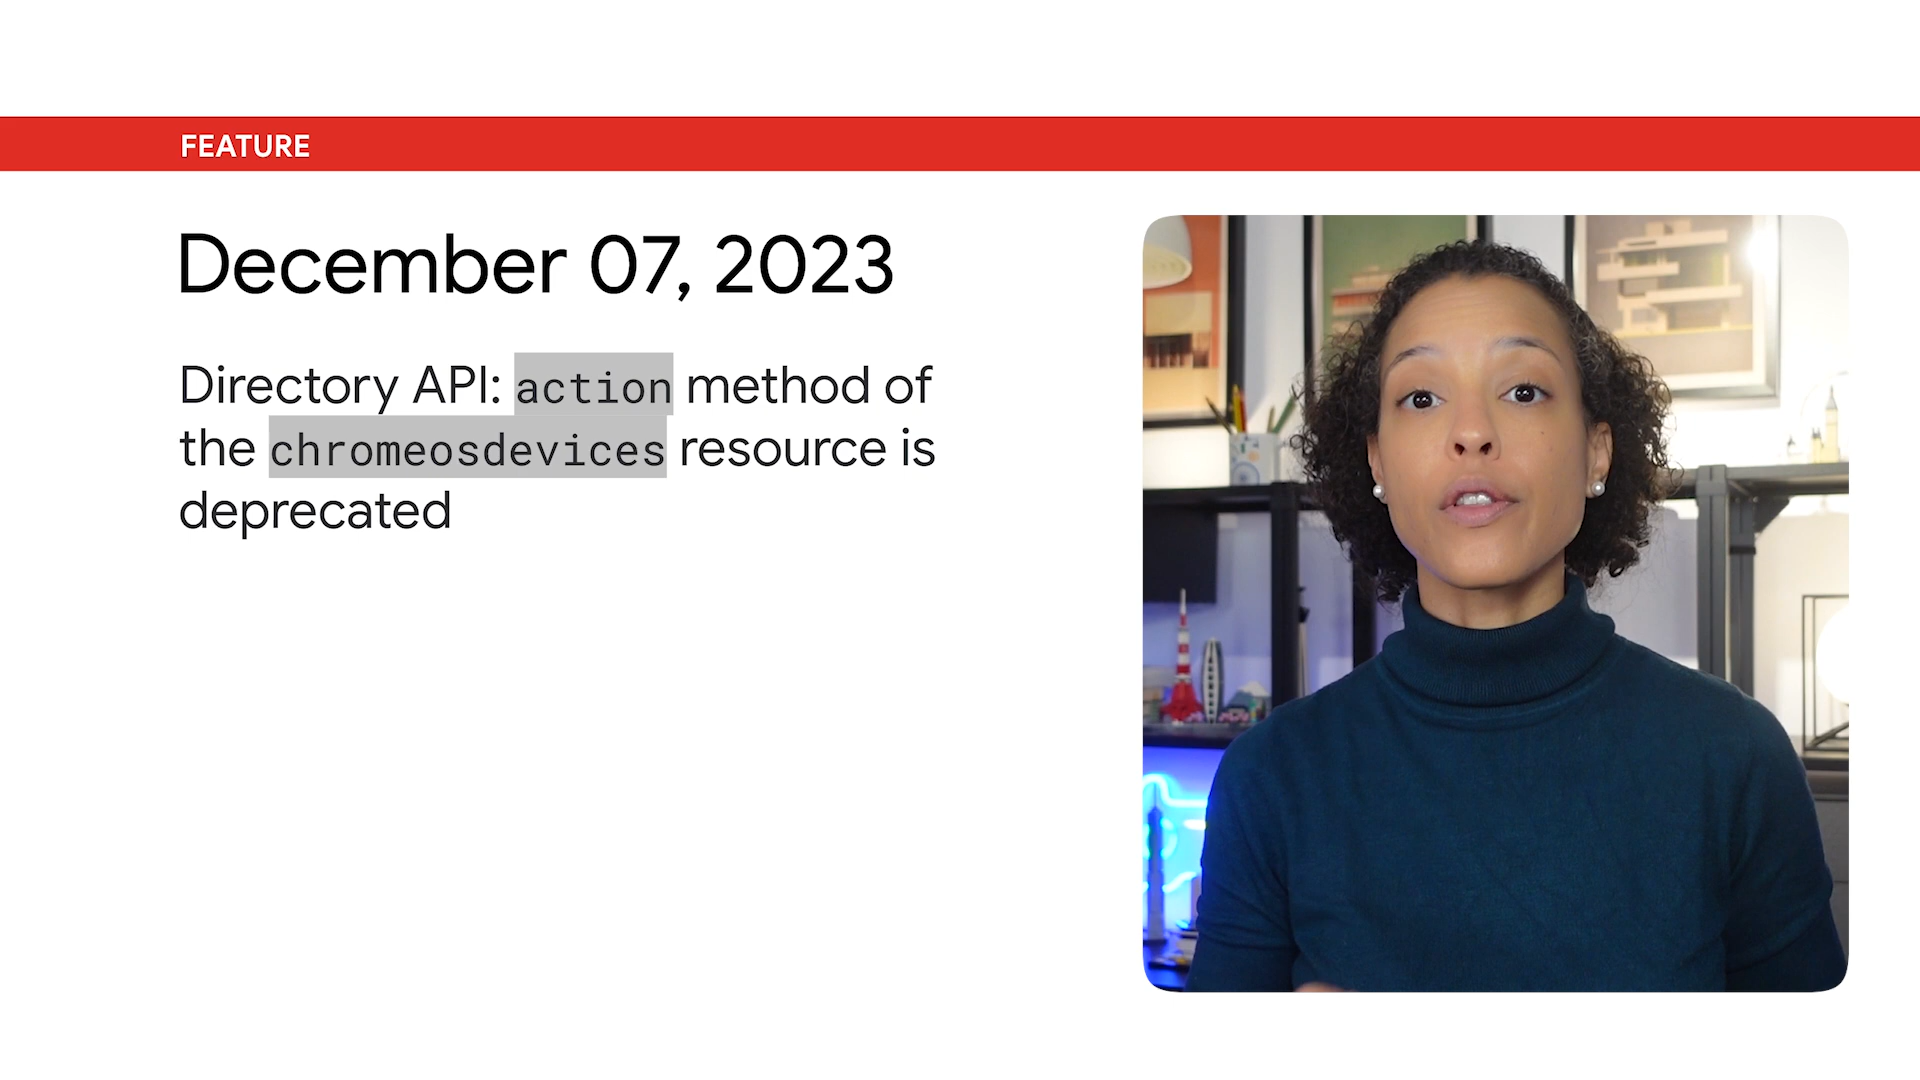 FEATURE
December 07, 2023
Directory API: action method of
the chromeosdevices resource is
deprecated